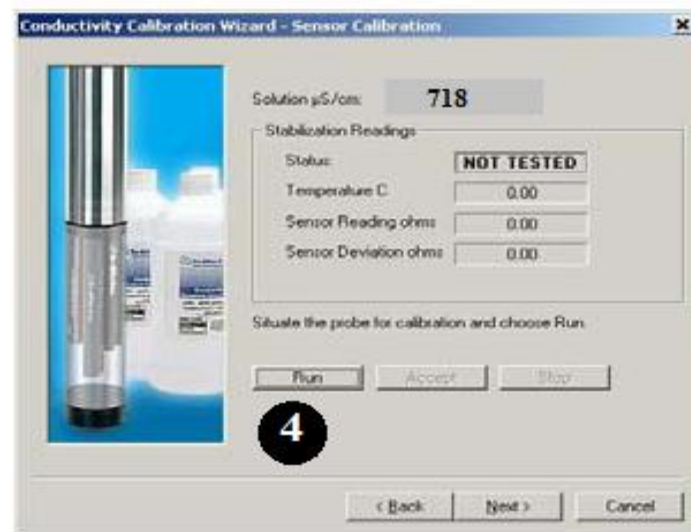 Conductivity Calibration Wizard - Sensor Calibration
Solution µS/cm: 718
Stabilization Readings
Status: NOT TESTED
Temperature C 0.00
Sensor Reading ohms 0.00
Sensor Deviation ohms 0.00
Situate the probe for calibration and choose Run
Run Accept Stop
4
< Back Next > Cancel